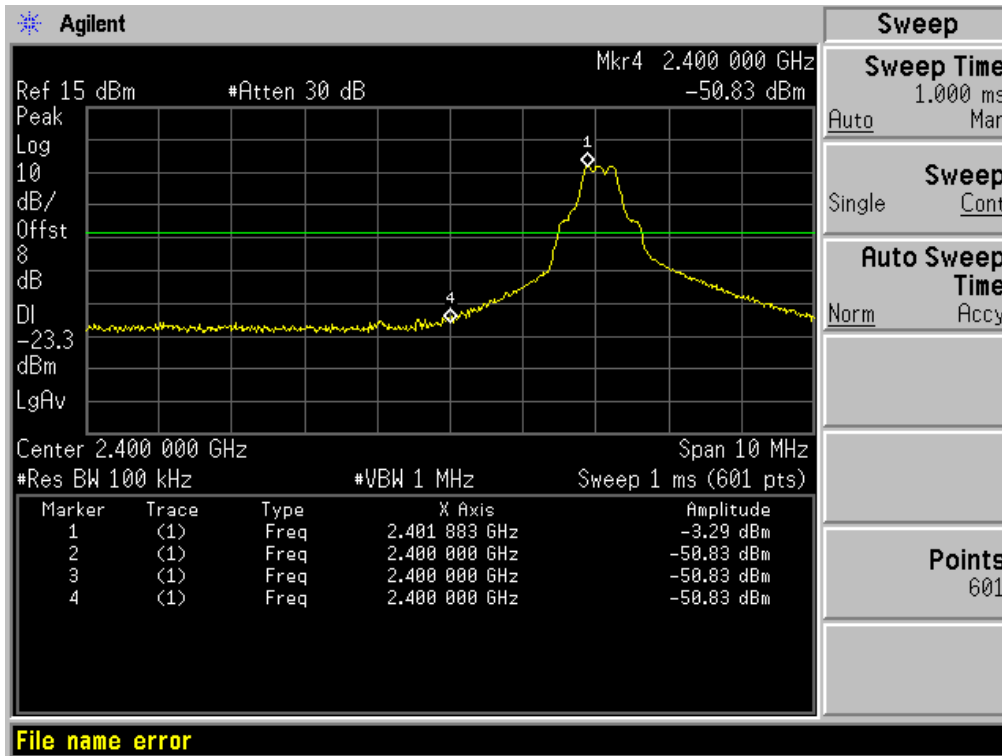 Agilent
Mkr4 2.400 000 GHz
Ref 15 dBm #Atten 30 dB -50.83 dBm
Peak
Log
10
dB/
Offst
8
dB
DI
-23.3
dBm
LgAv
1
4
Center 2.400 000 GHz Span 10 MHz
#Res BW 100 kHz #VBW 1 MHz Sweep 1 ms (601 pts)
Marker Trace Type X Axis Amplitude
1 (1) Freq 2.401 883 GHz -3.29 dBm
2 (1) Freq 2.400 000 GHz -50.83 dBm
3 (1) Freq 2.400 000 GHz -50.83 dBm
4 (1) Freq 2.400 000 GHz -50.83 dBm
File name error
Sweep
Sweep Time
1.000 ms
Auto Man
Sweep
Single Cont
Auto Sweep
Time
Norm Accy
Points
601